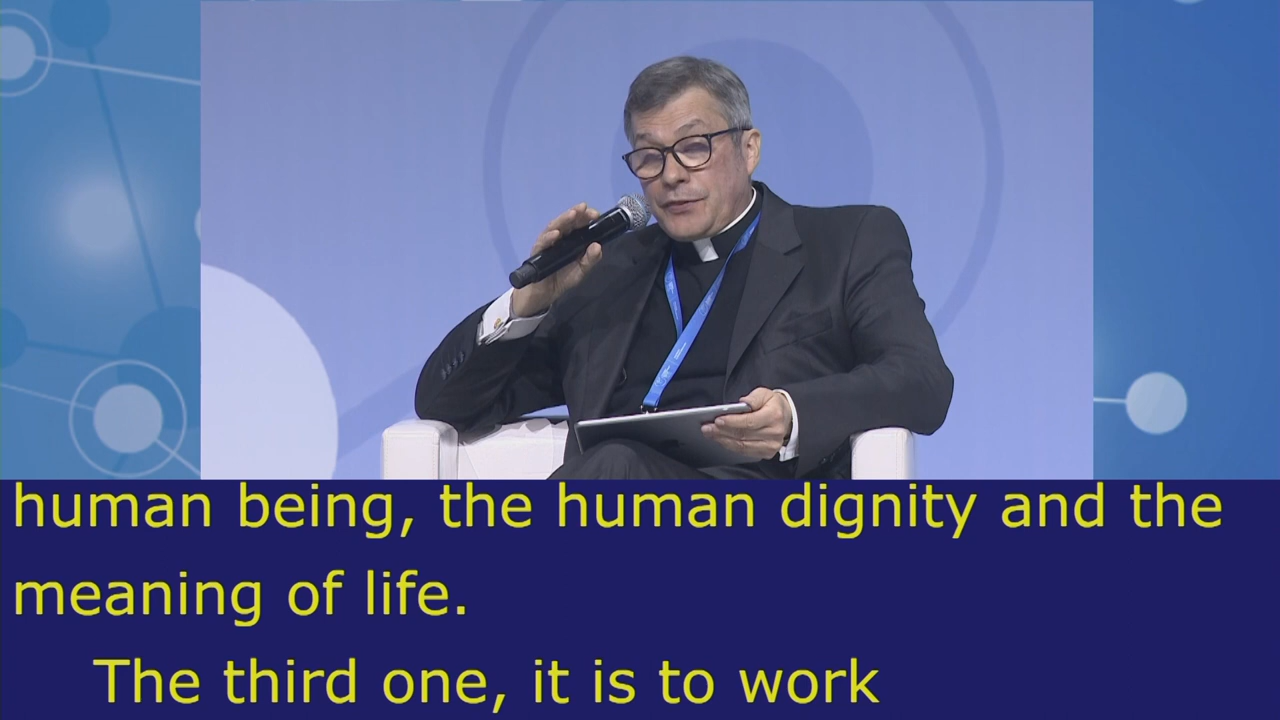 human being, the human dignity and the
meaning of life.
The third one, it is to work